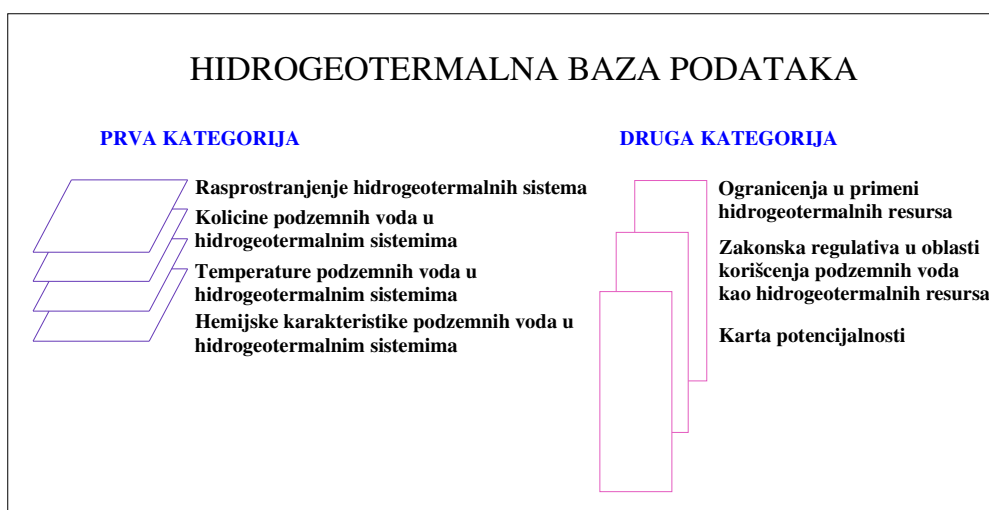 HIDROGEOTERMALNA BAZA PODATAKA
PRVA KATEGORIJA
Rasprostranjenje hidrogeotermalnih sistema
Kolicine podzemnih voda u
hidrogeotermalnim sistemima
Temperature podzemnih voda u
hidrogeotermalnim sistemima
Hemijske karakteristike podzemnih voda u
hidrogeotermalnim sistemima
DRUGA KATEGORIJA
Ogranicenja u primeni
hidrogeotermalnih resursa
Zakonska regulativa u oblasti
korišcenja podzemnih voda
kao hidrogeotermalnih resursa
Karta potencijalnosti